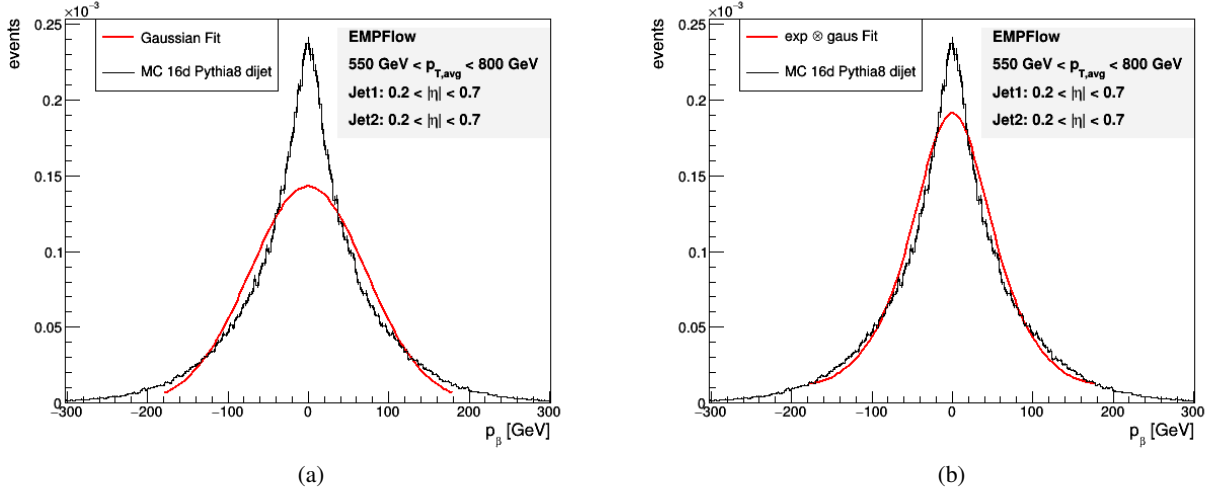 ×10⁻³
events
0.25
0.2
0.15
0.1
0.05
0
−300
−200
−100
0
100
200
300
p_β [GeV]
Gaussian Fit
MC 16d Pythia8 dijet
EMPFlow
550 GeV < p_T,avg < 800 GeV
Jet1: 0.2 < |η| < 0.7
Jet2: 0.2 < |η| < 0.7
(a)
×10⁻³
events
0.25
0.2
0.15
0.1
0.05
0
−300
−200
−100
0
100
200
300
p_β [GeV]
exp ⊗ gaus Fit
MC 16d Pythia8 dijet
EMPFlow
550 GeV < p_T,avg < 800 GeV
Jet1: 0.2 < |η| < 0.7
Jet2: 0.2 < |η| < 0.7
(b)